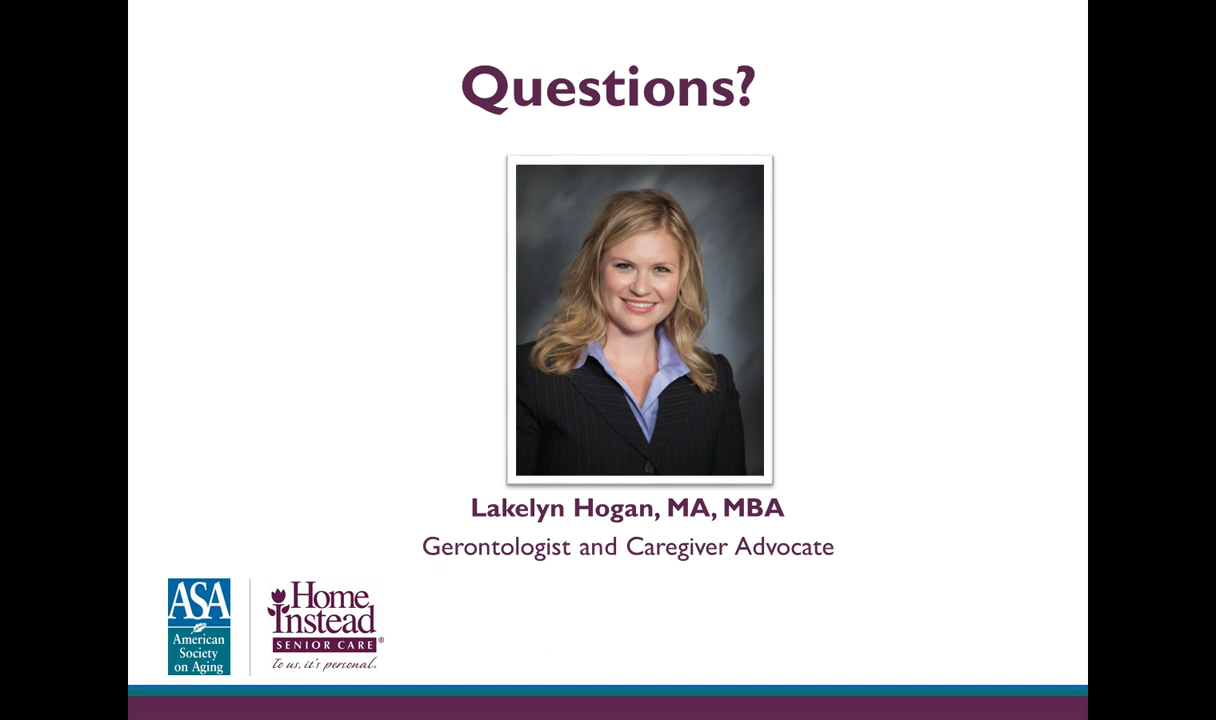 Questions?
Lakelyn Hogan, MA, MBA
Gerontologist and Caregiver Advocate
ASA
American
Society
on Aging
Home
Instead
SENIOR CARE®
To us, it's personal.